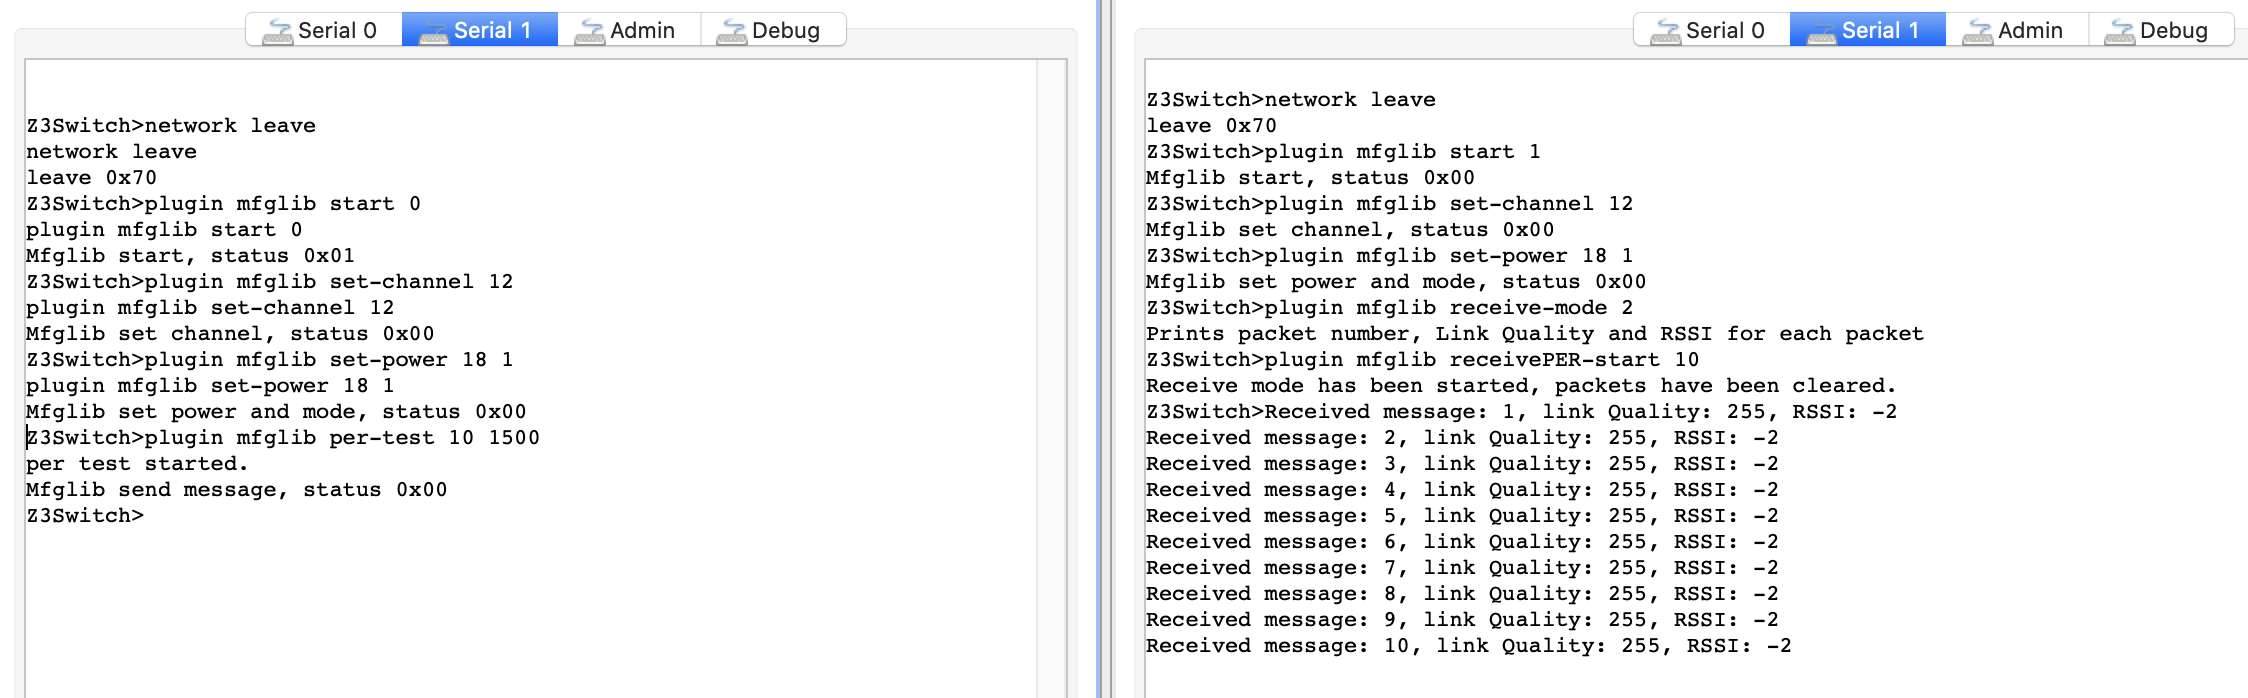 Serial 0 Serial 1 Admin Debug
Z3Switch>network leave
network leave
leave 0x70
Z3Switch>plugin mfglib start 0
plugin mfglib start 0
Mfglib start, status 0x01
Z3Switch>plugin mfglib set-channel 12
plugin mfglib set-channel 12
Mfglib set channel, status 0x00
Z3Switch>plugin mfglib set-power 18 1
plugin mfglib set-power 18 1
Mfglib set power and mode, status 0x00
Z3Switch>plugin mfglib per-test 10 1500
per test started.
Mfglib send message, status 0x00
Z3Switch>
Serial 0 Serial 1 Admin Debug
Z3Switch>network leave
leave 0x70
Z3Switch>plugin mfglib start 1
Mfglib start, status 0x00
Z3Switch>plugin mfglib set-channel 12
Mfglib set channel, status 0x00
Z3Switch>plugin mfglib set-power 18 1
Mfglib set power and mode, status 0x00
Z3Switch>plugin mfglib receive-mode 2
Prints packet number, Link Quality and RSSI for each packet
Z3Switch>plugin mfglib receivePER-start 10
Receive mode has been started, packets have been cleared.
Z3Switch>Received message: 1, link Quality: 255, RSSI: -2
Received message: 2, link Quality: 255, RSSI: -2
Received message: 3, link Quality: 255, RSSI: -2
Received message: 4, link Quality: 255, RSSI: -2
Received message: 5, link Quality: 255, RSSI: -2
Received message: 6, link Quality: 255, RSSI: -2
Received message: 7, link Quality: 255, RSSI: -2
Received message: 8, link Quality: 255, RSSI: -2
Received message: 9, link Quality: 255, RSSI: -2
Received message: 10, link Quality: 255, RSSI: -2